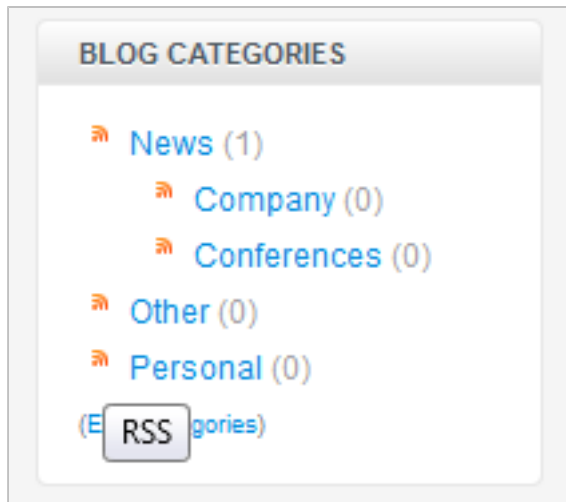 BLOG CATEGORIES
News (1)
Company (0)
Conferences (0)
Other (0)
Personal (0)
RSS